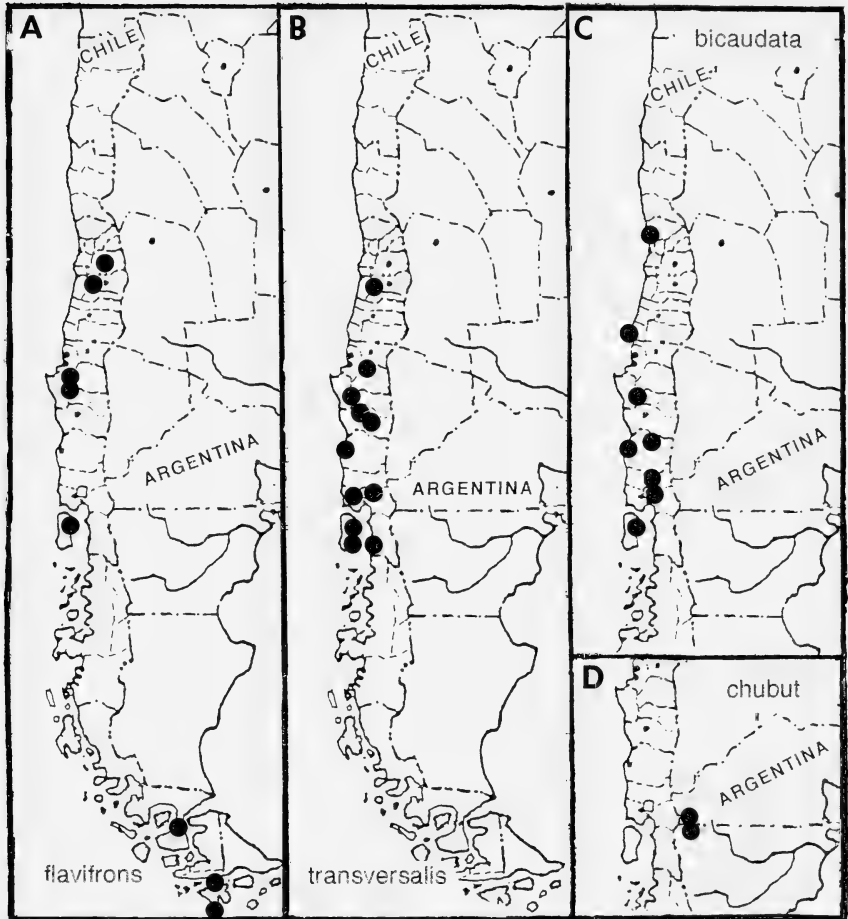 A
CHILE
ARGENTINA
flavifrons
B
CHILE
ARGENTINA
transversalis
C
bicaudata
CHILE
ARGENTINA
D
chubut
ARGENTINA